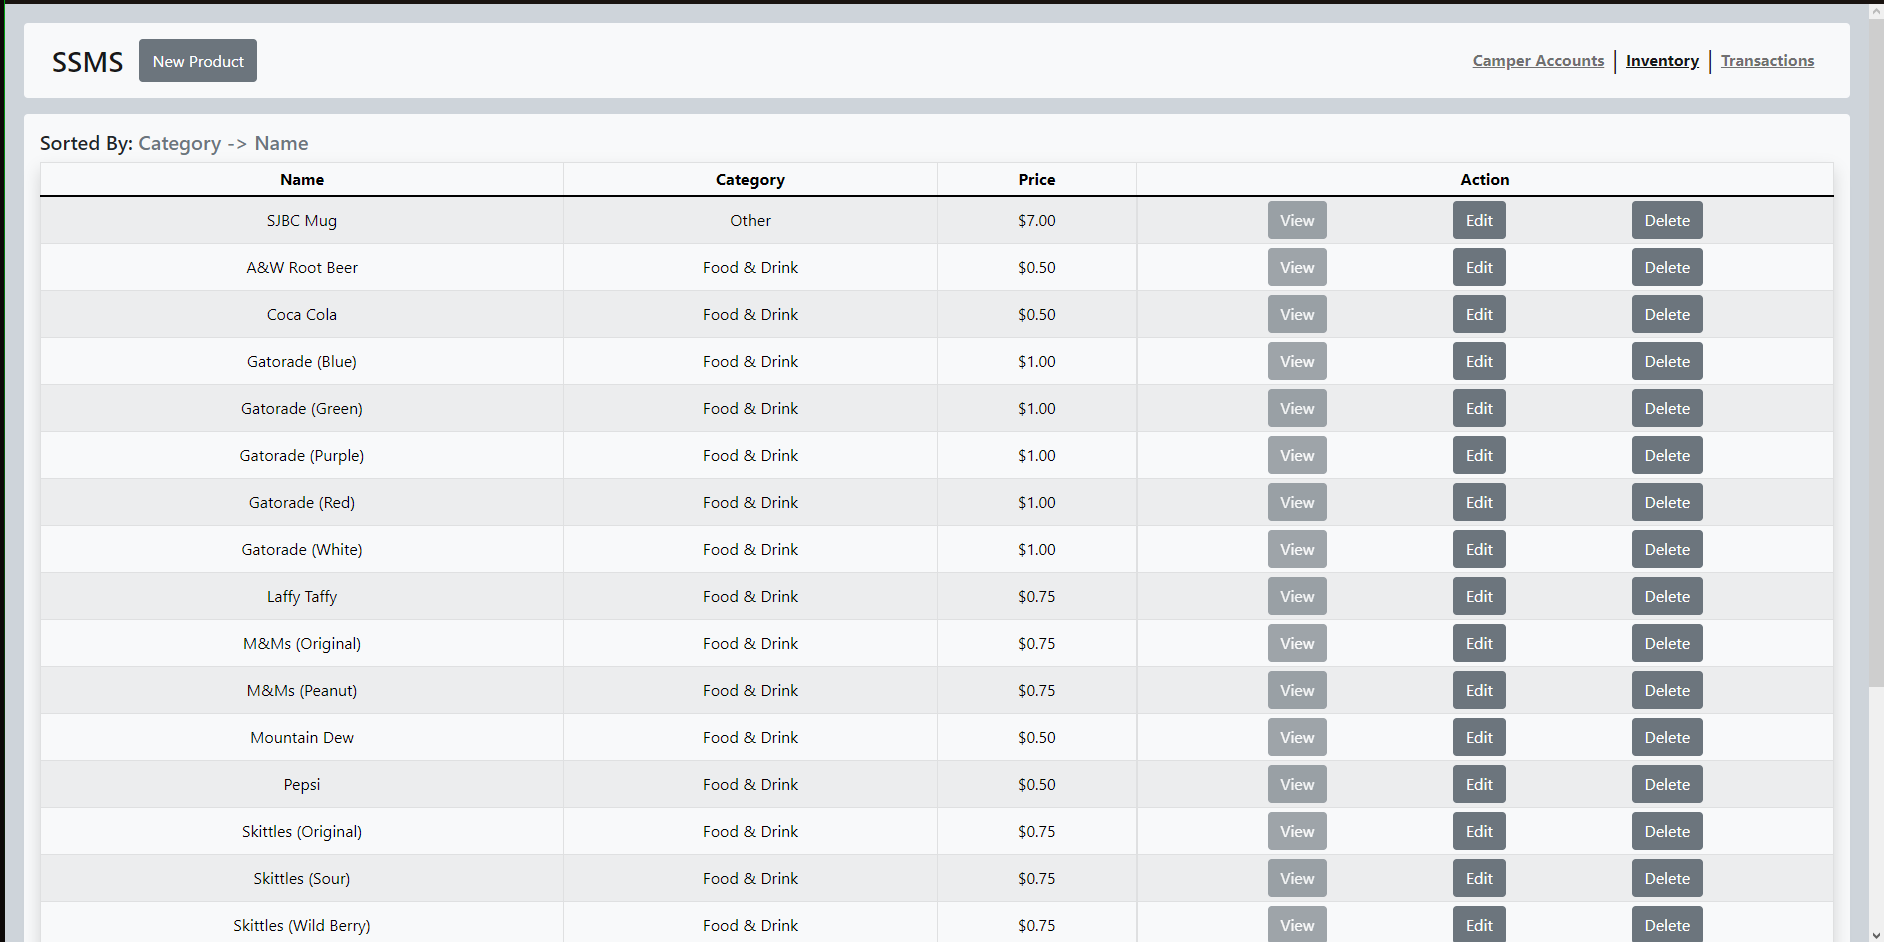 SSMS New Product Camper Accounts | Inventory | Transactions
Sorted By: Category -> Name
Name Category Price Action
SJBC Mug Other $7.00 View Edit Delete
A&W Root Beer Food & Drink $0.50 View Edit Delete
Coca Cola Food & Drink $0.50 View Edit Delete
Gatorade (Blue) Food & Drink $1.00 View Edit Delete
Gatorade (Green) Food & Drink $1.00 View Edit Delete
Gatorade (Purple) Food & Drink $1.00 View Edit Delete
Gatorade (Red) Food & Drink $1.00 View Edit Delete
Gatorade (White) Food & Drink $1.00 View Edit Delete
Laffy Taffy Food & Drink $0.75 View Edit Delete
M&Ms (Original) Food & Drink $0.75 View Edit Delete
M&Ms (Peanut) Food & Drink $0.75 View Edit Delete
Mountain Dew Food & Drink $0.50 View Edit Delete
Pepsi Food & Drink $0.50 View Edit Delete
Skittles (Original) Food & Drink $0.75 View Edit Delete
Skittles (Sour) Food & Drink $0.75 View Edit Delete
Skittles (Wild Berry) Food & Drink $0.75 View Edit Delete